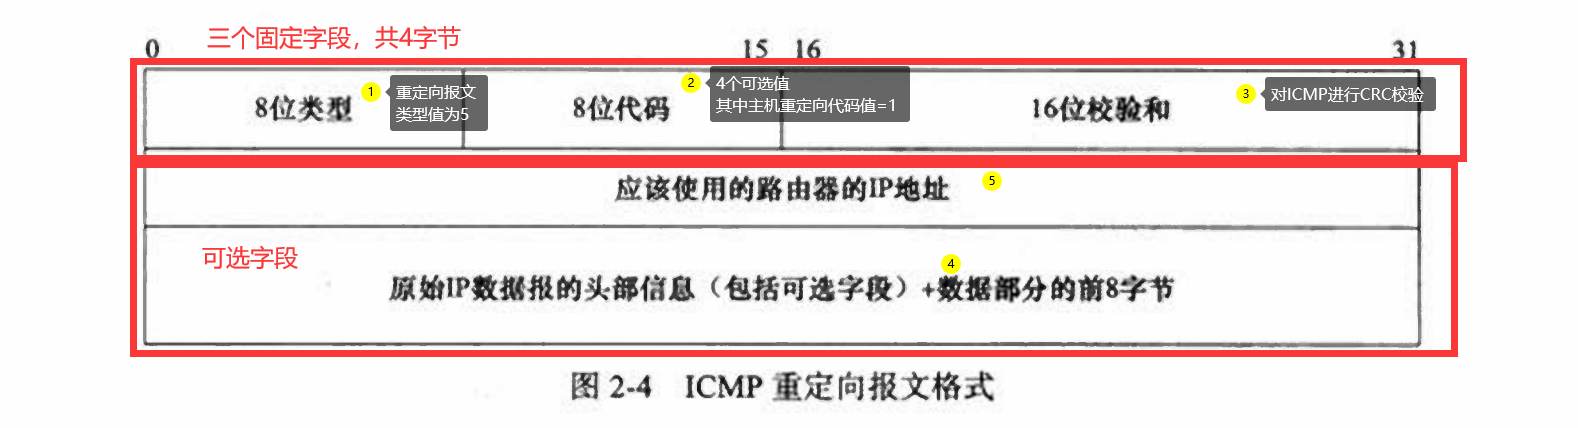 三个固定字段，共4字节
0 15 16 31
8位类型
1
重定向报文
类型值为5
8位代码
2
4个可选值
其中主机重定向代码值=1
16位校验和
3
对ICMP进行CRC校验
应该使用的路由器的IP地址
5
可选字段
4
原始IP数据报的头部信息（包括可选字段）+数据部分的前8字节
图 2-4 ICMP 重定向报文格式